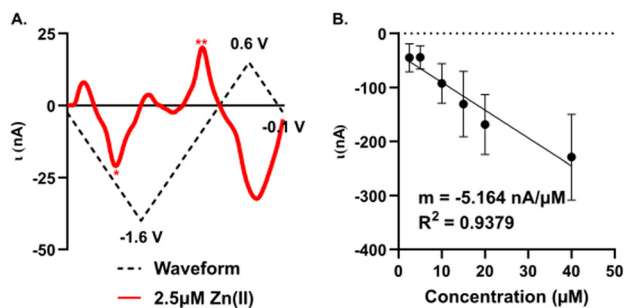 A.
25
0
-25
-50
ι (nA)
**
*
0.6 V
-0.1 V
-1.6 V
Waveform
2.5µM Zn(II)
B.
0
-100
-200
-300
-400
ι(nA)
m = -5.164 nA/µM
R² = 0.9379
0 10 20 30 40 50
Concentration (µM)